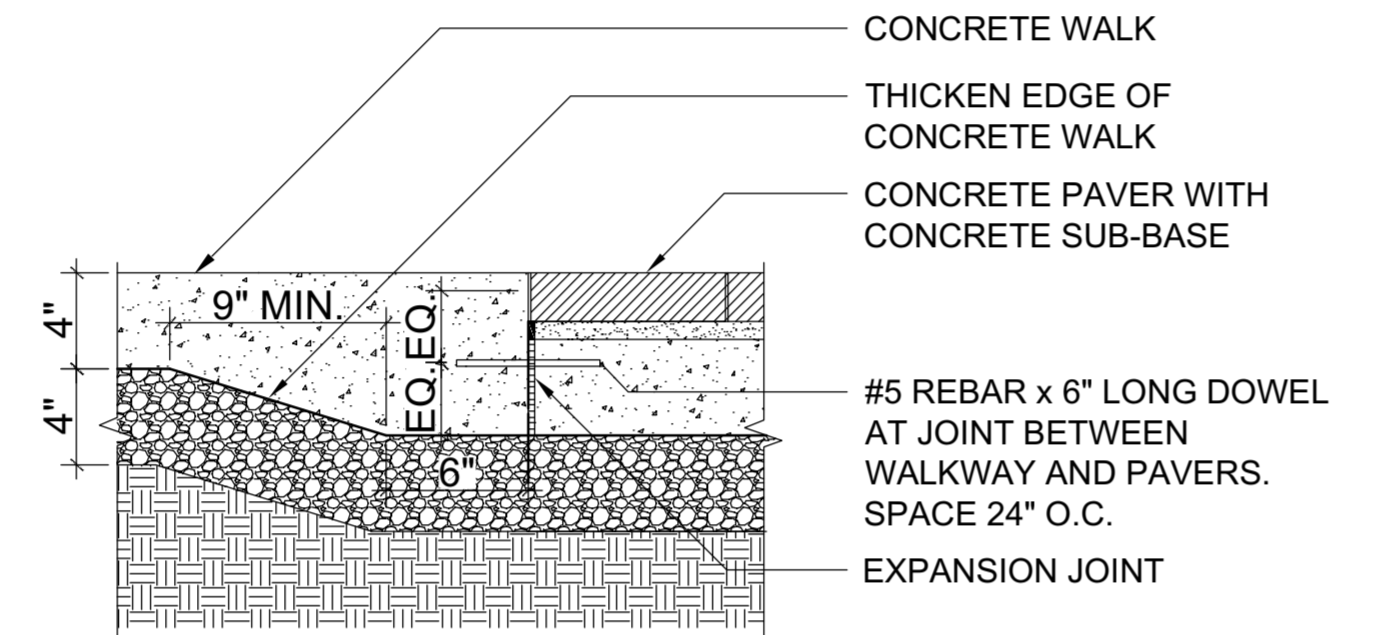 CONCRETE WALK
THICKEN EDGE OF
CONCRETE WALK
CONCRETE PAVER WITH
CONCRETE SUB-BASE
4"
9" MIN.
EQ.
EQ.
4"
6"
#5 REBAR x 6" LONG DOWEL
AT JOINT BETWEEN
WALKWAY AND PAVERS.
SPACE 24" O.C.
EXPANSION JOINT